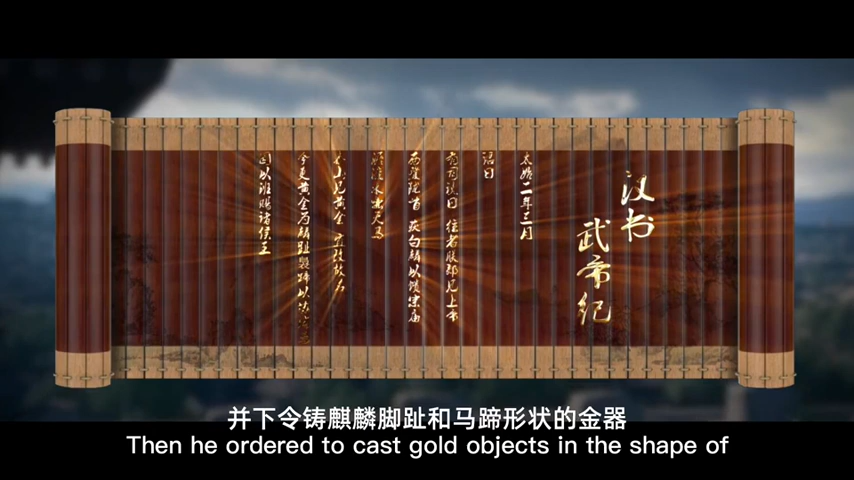 汉书
武帝纪
太始二年三月
诏曰
有司议曰 往者朕郊见上帝
西登陇首 获白麟以馈宗庙
渥洼水出天马
泰山见黄金 宜改故名
今更黄金为麟趾褭蹄以协
因以班赐诸侯王
并下令铸麒麟脚趾和马蹄形状的金器
Then he ordered to cast gold objects in the shape of